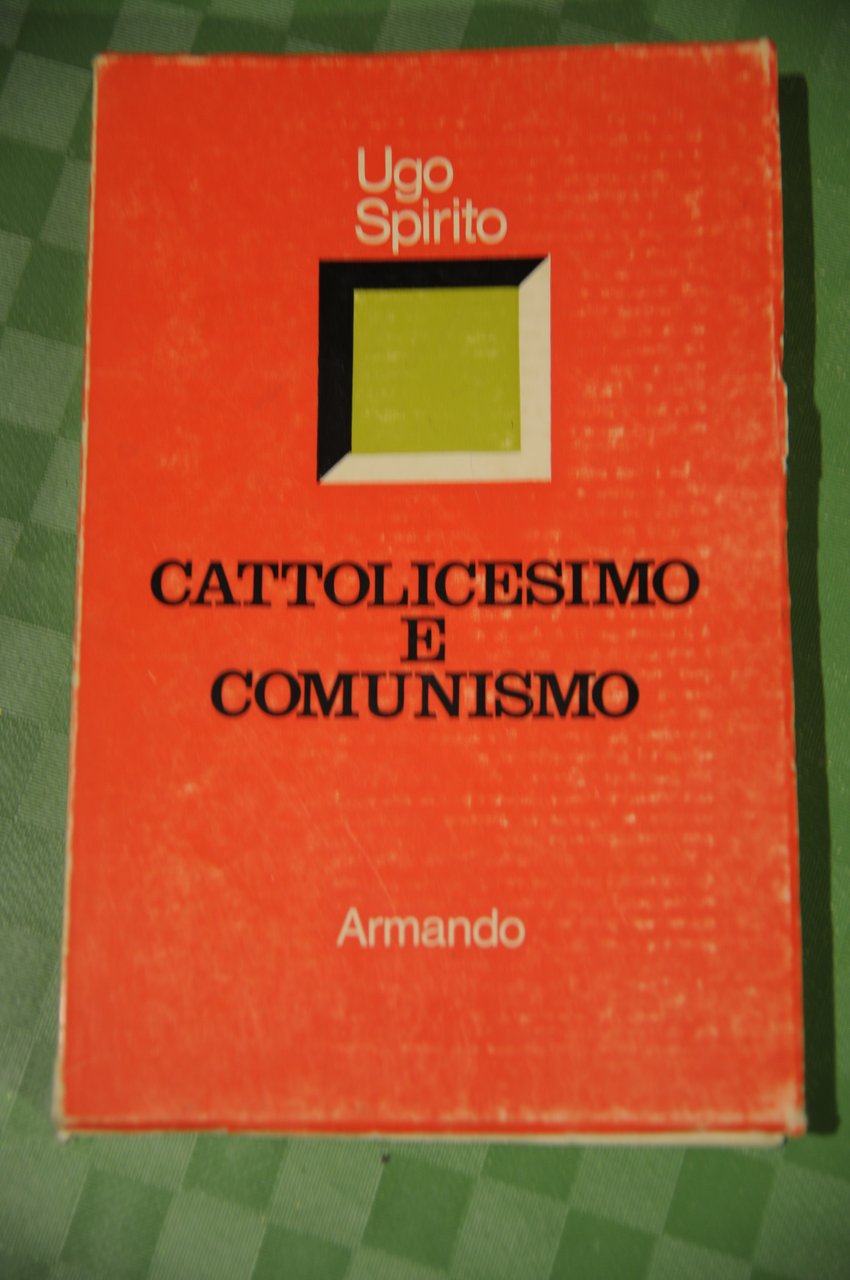 Ugo
Spirito
CATTOLICESIMO
E
COMUNISMO
Armando